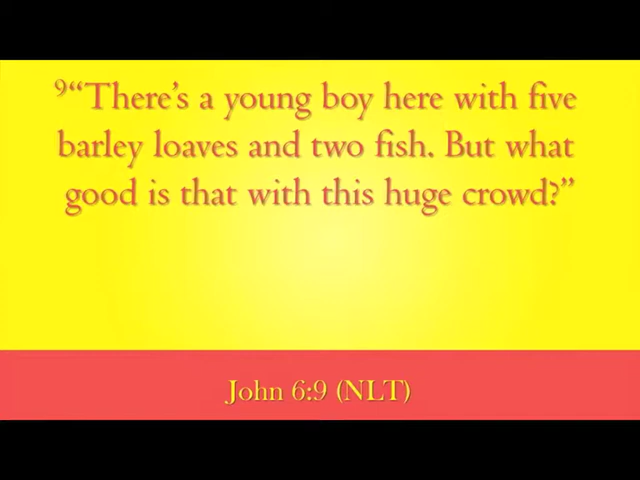 ⁹“There’s a young boy here with five
barley loaves and two fish. But what
good is that with this huge crowd?”
John 6:9 (NLT)